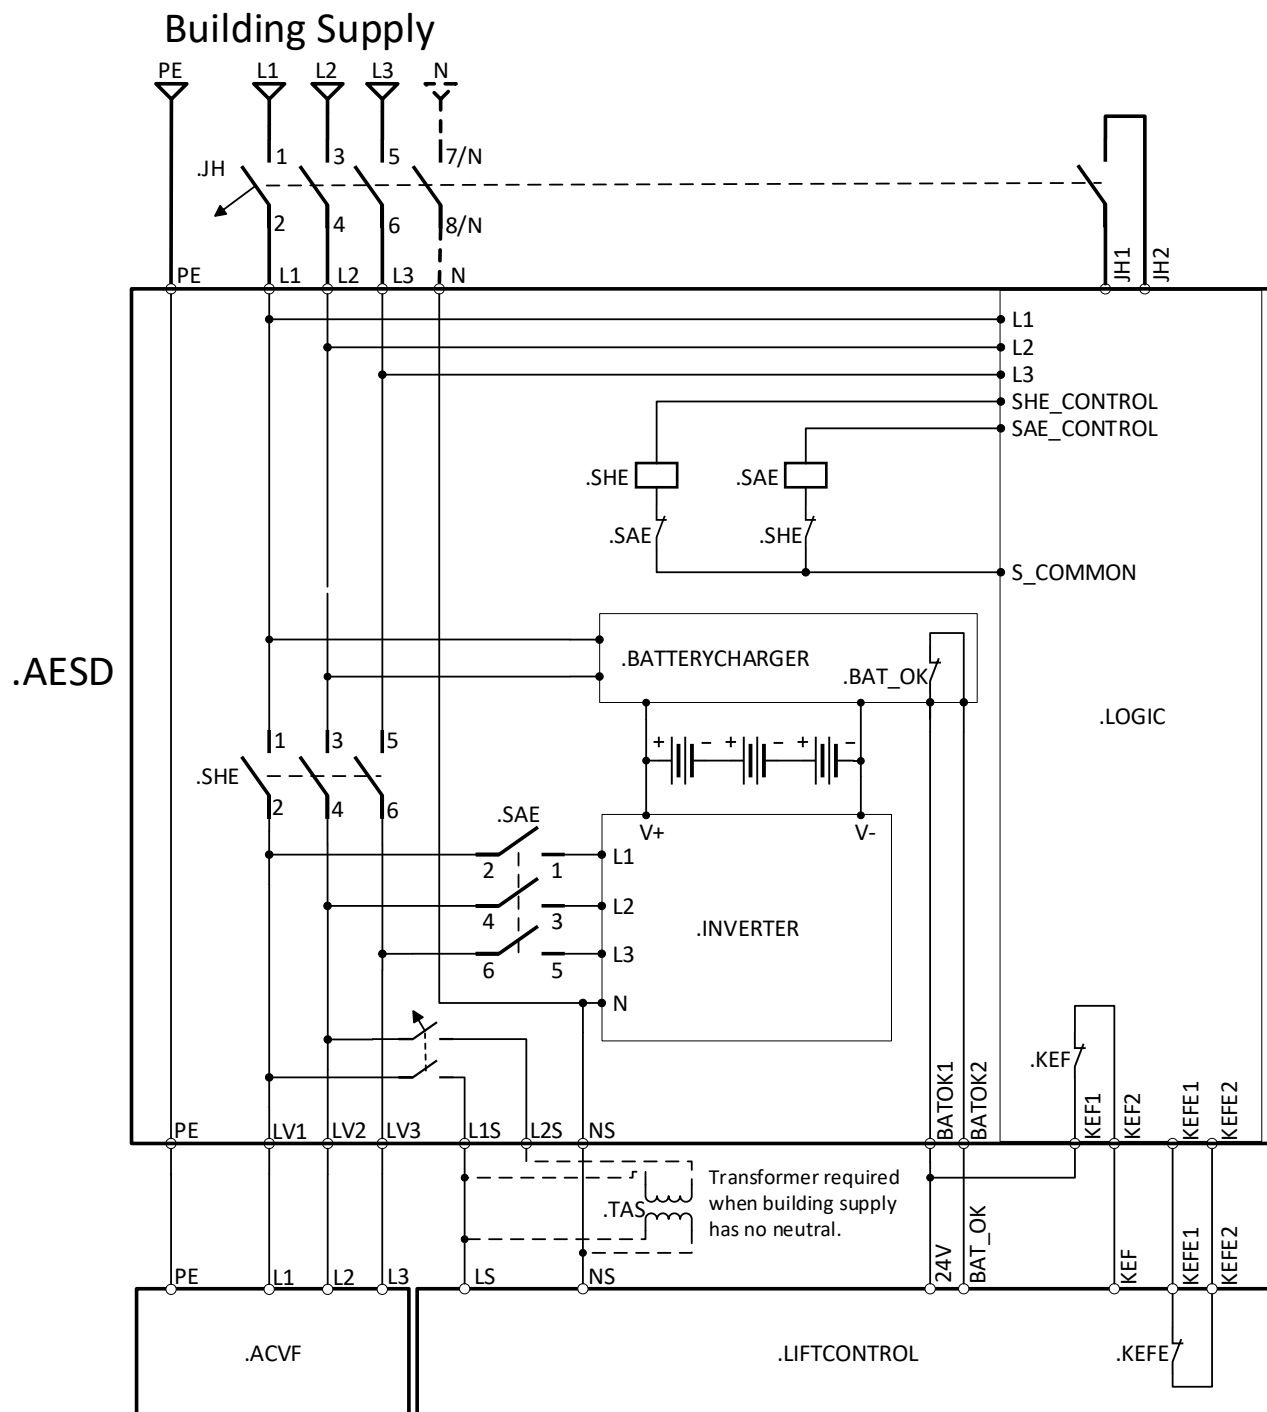 Building Supply
PE L1 L2 L3 N
.JH 1 3 5 7/N
2 4 6 8/N
JH1 JH2
PE L1 L2 L3 N
L1
L2
L3
SHE_CONTROL
SAE_CONTROL
.SHE .SAE
.SAE .SHE
S_COMMON
.AESD
.BATTERYCHARGER
.BAT_OK
.LOGIC
+ - + - + -
1 3 5
.SHE
2 4 6
.SAE
V+ V-
2 1 L1
4 3 L2
.INVERTER
6 5 L3
N
.KEF
BATOK1 BATOK2 KEF1 KEF2 KEFE1 KEFE2
PE LV1 LV2 LV3 L1S L2S NS
Transformer required
when building supply
has no neutral.
.TAS
24V BAT_OK KEF KEFE1 KEFE2
PE L1 L2 L3 LS NS
.ACVF
.LIFTCONTROL
.KEFE